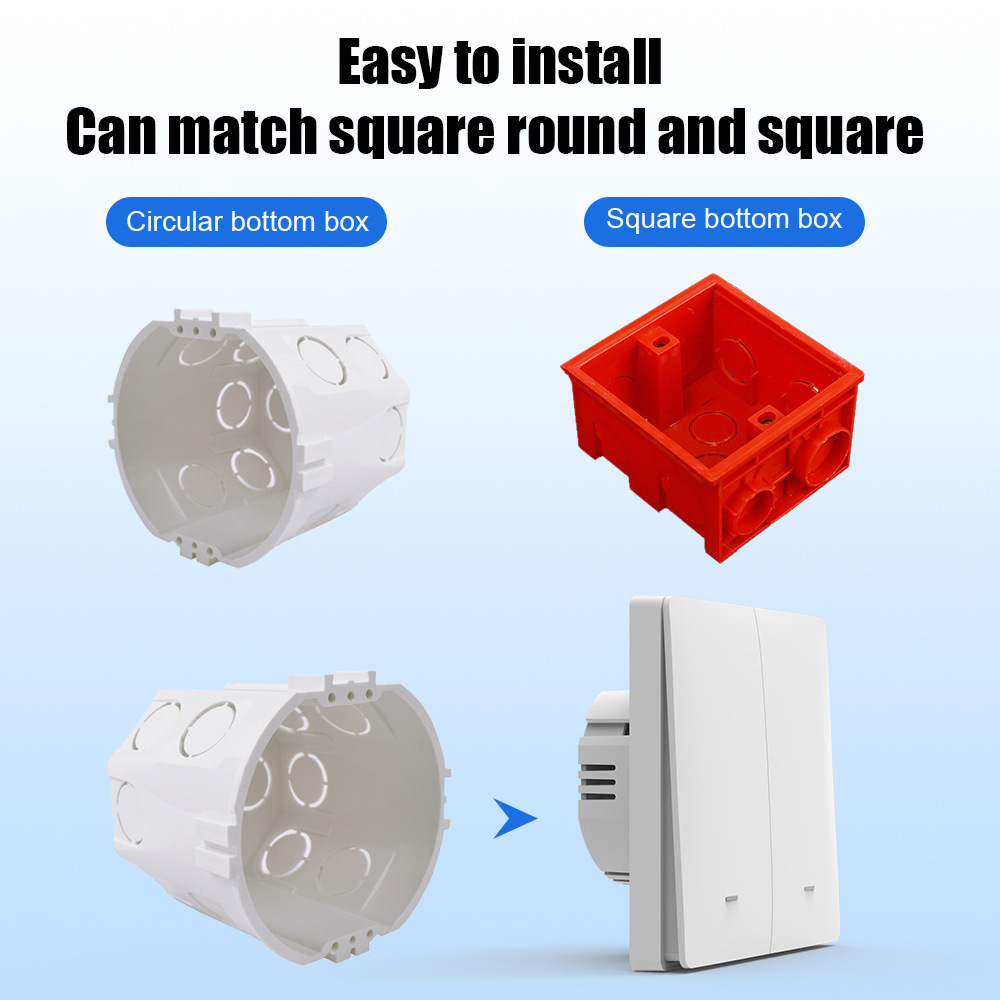 Easy to install
Can match square round and square
Circular bottom box
Square bottom box